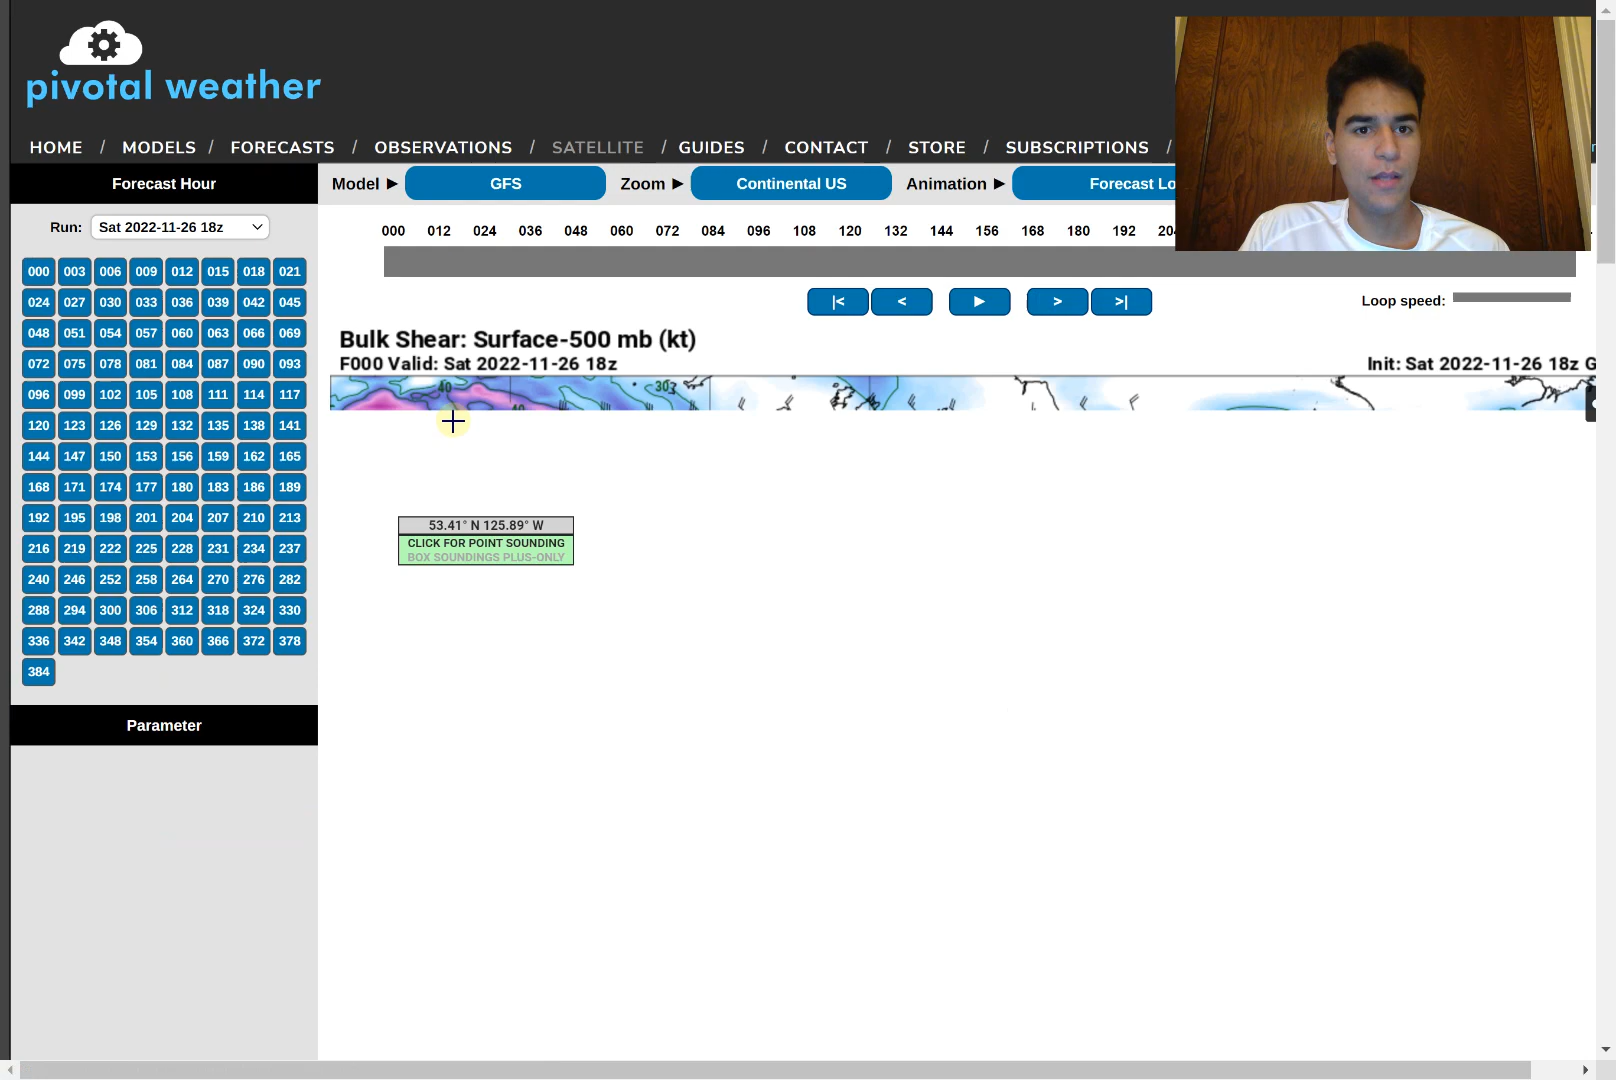 pivotal weather
HOME / MODELS / FORECASTS / OBSERVATIONS / SATELLITE / GUIDES / CONTACT / STORE / SUBSCRIPTIONS /
Forecast Hour
Model ▶ GFS Zoom ▶ Continental US Animation ▶ Forecast Lo
Run: Sat 2022-11-26 18z
000 012 024 036 048 060 072 084 096 108 120 132 144 156 168 180 192 204
000 003 006 009 012 015 018 021
024 027 030 033 036 039 042 045
048 051 054 057 060 063 066 069
072 075 078 081 084 087 090 093
096 099 102 105 108 111 114 117
120 123 126 129 132 135 138 141
144 147 150 153 156 159 162 165
168 171 174 177 180 183 186 189
192 195 198 201 204 207 210 213
216 219 222 225 228 231 234 237
240 246 252 258 264 270 276 282
288 294 300 306 312 318 324 330
336 342 348 354 360 366 372 378
384
|< < ▶ > >|
Loop speed:
Bulk Shear: Surface-500 mb (kt)
F000 Valid: Sat 2022-11-26 18z
Init: Sat 2022-11-26 18z G
40
30
40
53.41° N 125.89° W
CLICK FOR POINT SOUNDING
BOX SOUNDINGS PLUS-ONLY
Parameter